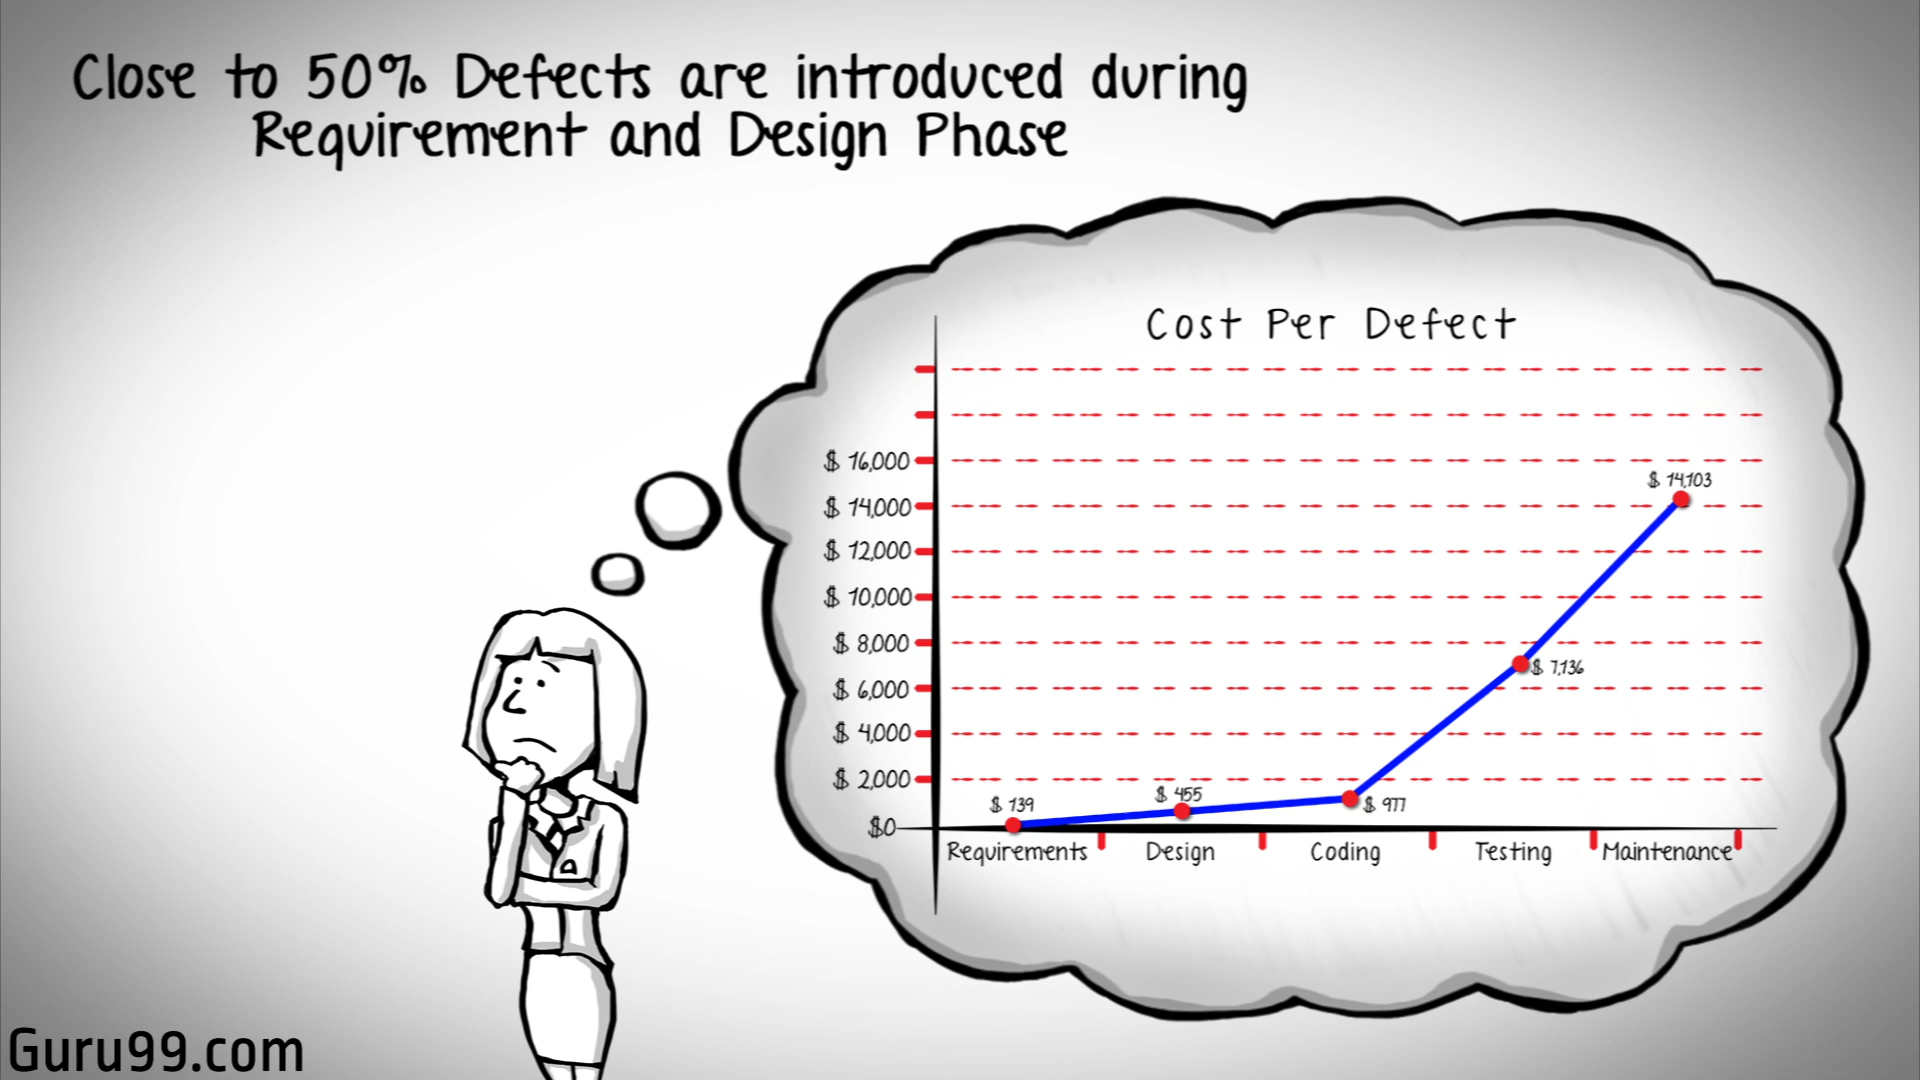 Close to 50% Defects are introduced during
Requirement and Design Phase
Cost Per Defect
$ 16,000
$ 14,000
$ 12,000
$ 10,000
$ 8,000
$ 6,000
$ 4,000
$ 2,000
$0
$ 139
$ 455
$ 977
$ 7,136
$ 14,103
Requirements Design Coding Testing Maintenance
Guru99.com